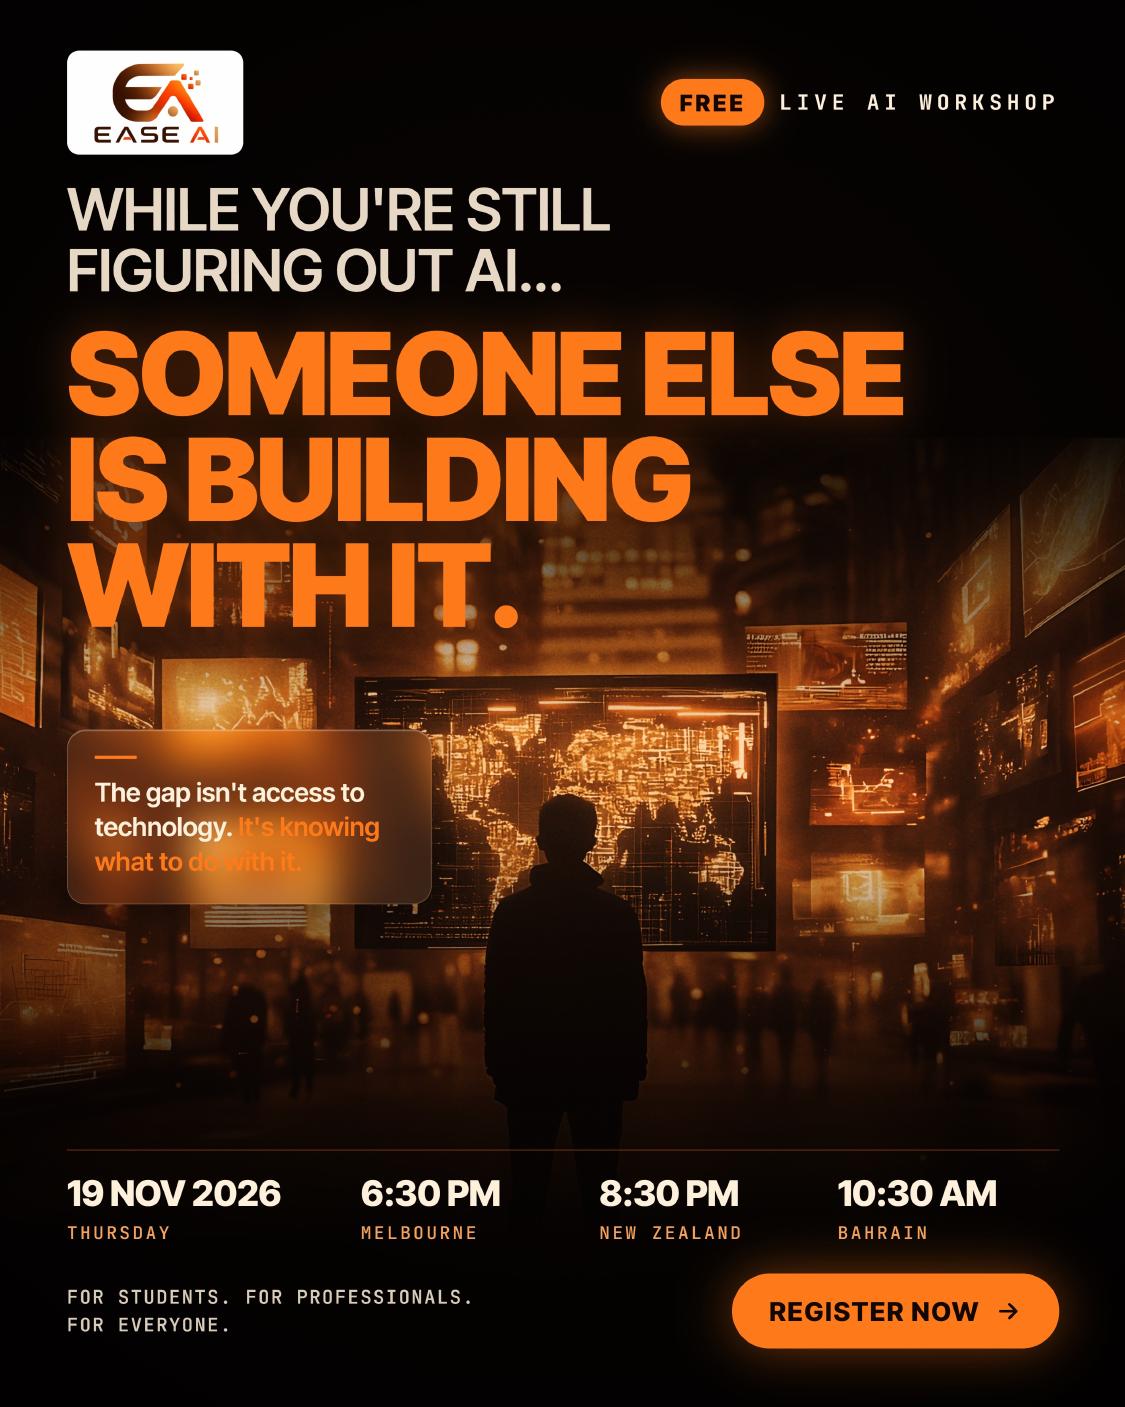 EASE AI
FREE LIVE AI WORKSHOP
WHILE YOU'RE STILL
FIGURING OUT AI...
SOMEONE ELSE
IS BUILDING
WITH IT.
The gap isn't access to
technology. It's knowing
what to do with it.
19 NOV 2026
THURSDAY
6:30 PM
MELBOURNE
8:30 PM
NEW ZEALAND
10:30 AM
BAHRAIN
FOR STUDENTS. FOR PROFESSIONALS.
FOR EVERYONE.
REGISTER NOW →